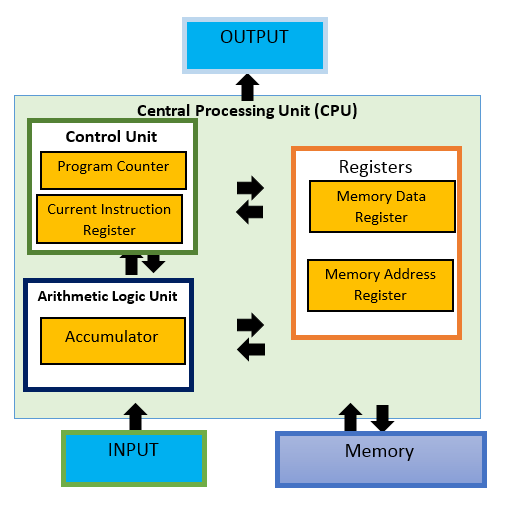 OUTPUT
Central Processing Unit (CPU)
Control Unit
Program Counter
Current Instruction
Register
Arithmetic Logic Unit
Accumulator
Registers
Memory Data
Register
Memory Address
Register
INPUT
Memory